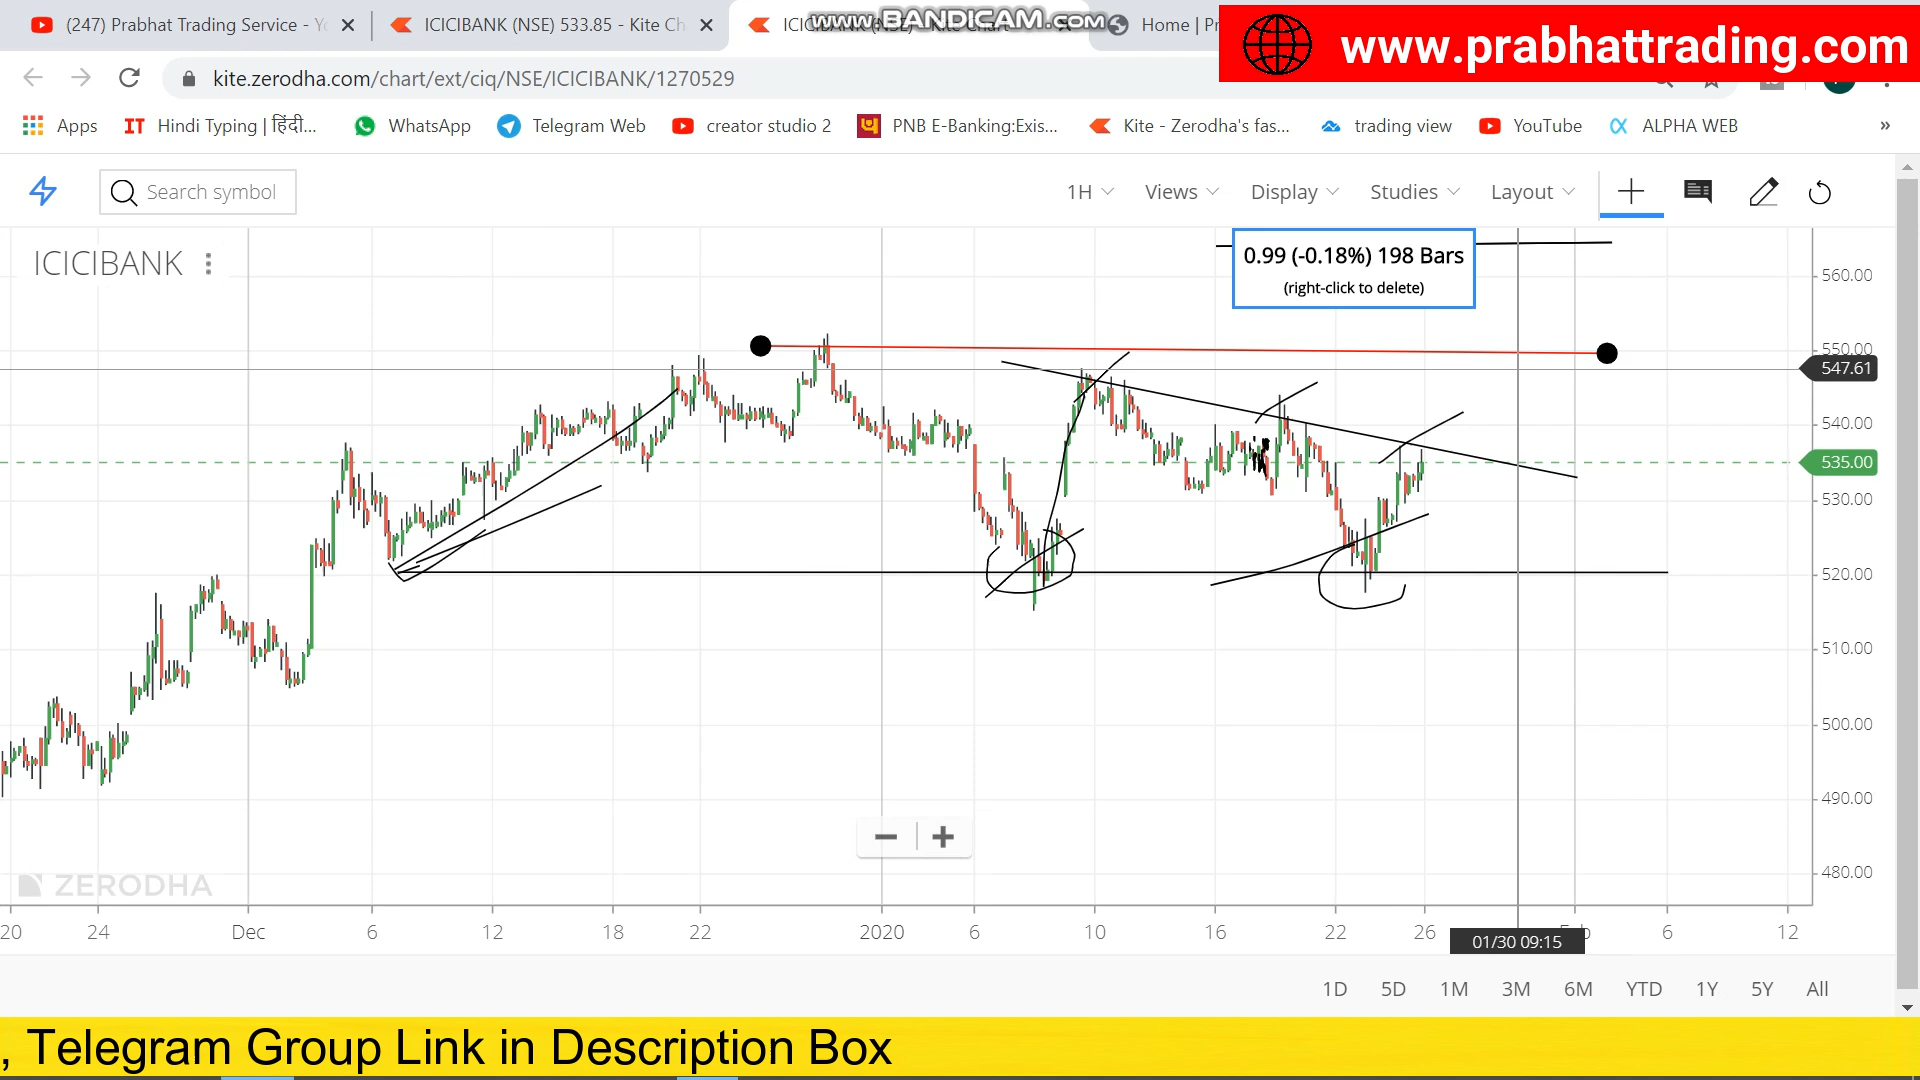 (247) Prabhat Trading Service - Yo
ICICIBANK (NSE) 533.85 - Kite Ch
ICICIBANK (NSE) - Kite Chart
Home | Pr
www.BANDICAM.com
www.prabhattrading.com
kite.zerodha.com/chart/ext/ciq/NSE/ICICIBANK/1270529
Apps
IT Hindi Typing | हिंदी...
WhatsApp
Telegram Web
creator studio 2
PNB E-Banking:Exis...
Kite - Zerodha's fas...
trading view
YouTube
ALPHA WEB
»
Search symbol
1H
Views
Display
Studies
Layout
ICICIBANK
0.99 (-0.18%) 198 Bars
(right-click to delete)
560.00
550.00
547.61
540.00
535.00
530.00
520.00
510.00
500.00
490.00
480.00
ZERODHA
20 24 Dec 6 12 18 22 2020 6 10 16 22 26 6 12
01/30 09:15
1D 5D 1M 3M 6M YTD 1Y 5Y All
, Telegram Group Link in Description Box